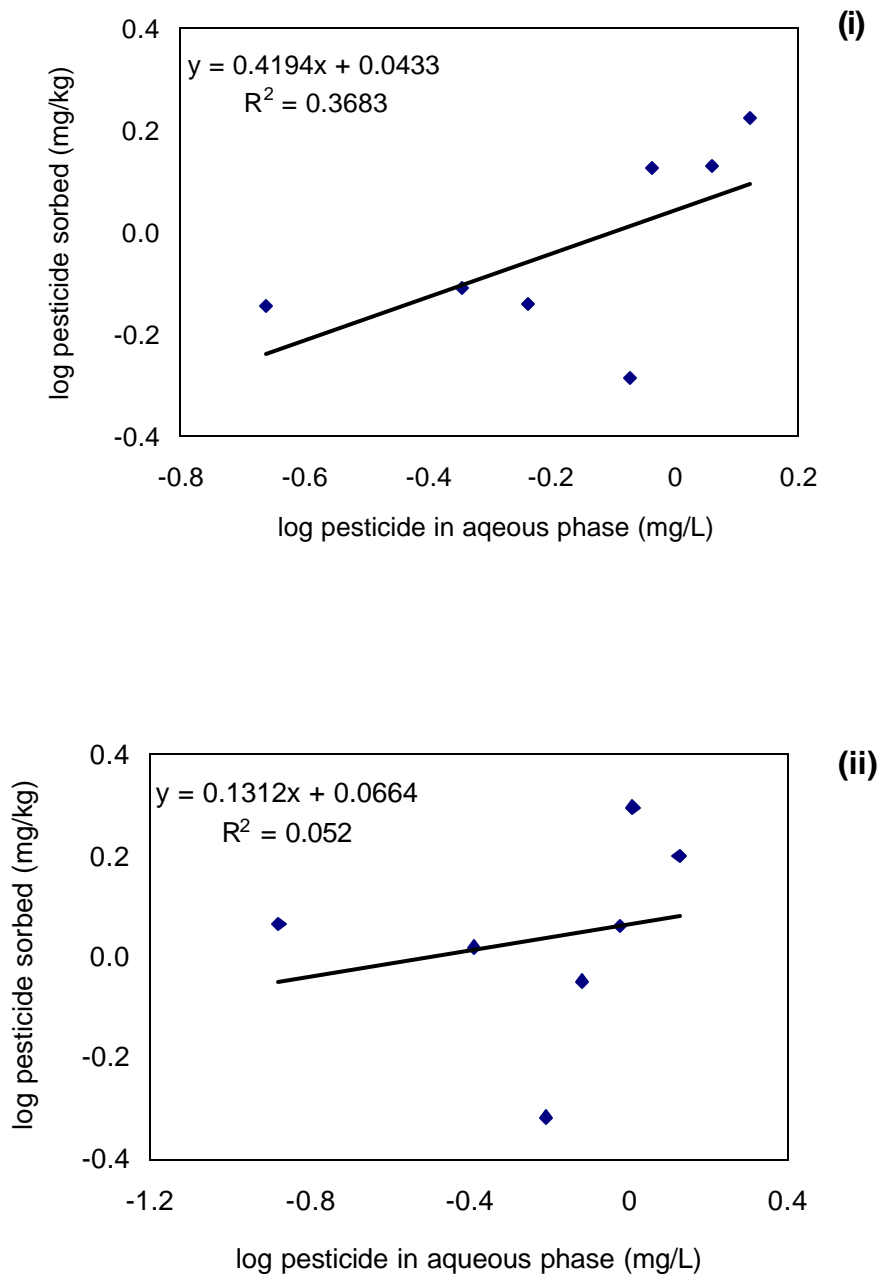 (i)
y = 0.4194x + 0.0433
R² = 0.3683
log pesticide sorbed (mg/kg)
0.4
0.2
0.0
-0.2
-0.4
-0.8 -0.6 -0.4 -0.2 0 0.2
log pesticide in aqeous phase (mg/L)
(ii)
y = 0.1312x + 0.0664
R² = 0.052
log pesticide sorbed (mg/kg)
0.4
0.2
0.0
-0.2
-0.4
-1.2 -0.8 -0.4 0 0.4
log pesticide in aqueous phase (mg/L)